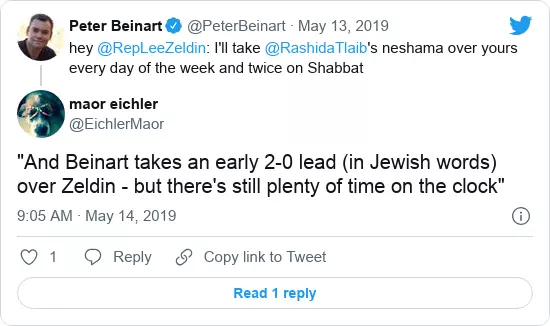 Peter Beinart @PeterBeinart · May 13, 2019
hey @RepLeeZeldin: I'll take @RashidaTlaib's neshama over yours
every day of the week and twice on Shabbat
maor eichler
@EichlerMaor
"And Beinart takes an early 2-0 lead (in Jewish words)
over Zeldin - but there's still plenty of time on the clock"
9:05 AM · May 14, 2019
1 Reply Copy link to Tweet
Read 1 reply